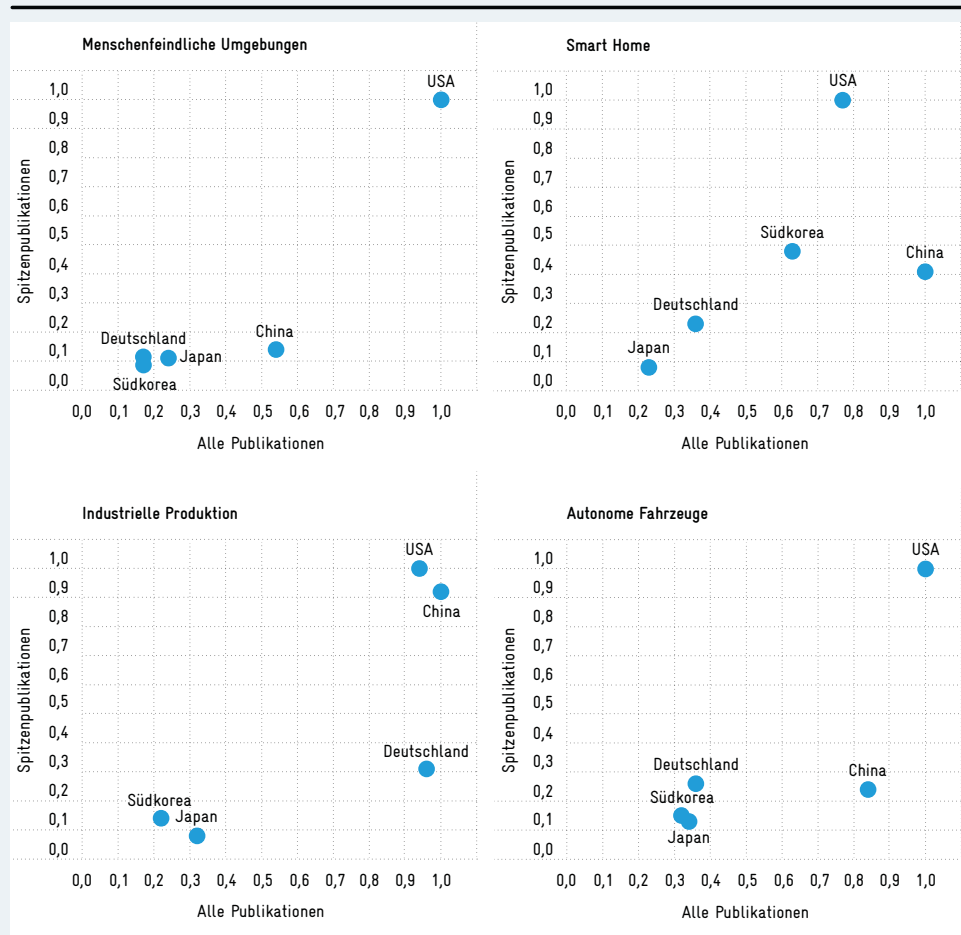 Menschenfeindliche Umgebungen
USA
1,0
0,9
0,8
0,7
0,6
0,5
0,4
0,3
0,2
0,1
0,0
Spitzenpublikationen
China
Deutschland
Japan
Südkorea
0,0 0,1 0,2 0,3 0,4 0,5 0,6 0,7 0,8 0,9 1,0
Alle Publikationen
Smart Home
USA
1,0
0,9
0,8
0,7
0,6
0,5
0,4
0,3
0,2
0,1
0,0
Spitzenpublikationen
Südkorea
China
Deutschland
Japan
0,0 0,1 0,2 0,3 0,4 0,5 0,6 0,7 0,8 0,9 1,0
Alle Publikationen
Industrielle Produktion
USA
1,0
0,9
0,8
0,7
0,6
0,5
0,4
0,3
0,2
0,1
0,0
Spitzenpublikationen
China
Deutschland
Südkorea
Japan
0,0 0,1 0,2 0,3 0,4 0,5 0,6 0,7 0,8 0,9 1,0
Alle Publikationen
Autonome Fahrzeuge
USA
1,0
0,9
0,8
0,7
0,6
0,5
0,4
0,3
0,2
0,1
0,0
Spitzenpublikationen
Deutschland
China
Südkorea
Japan
0,0 0,1 0,2 0,3 0,4 0,5 0,6 0,7 0,8 0,9 1,0
Alle Publikationen